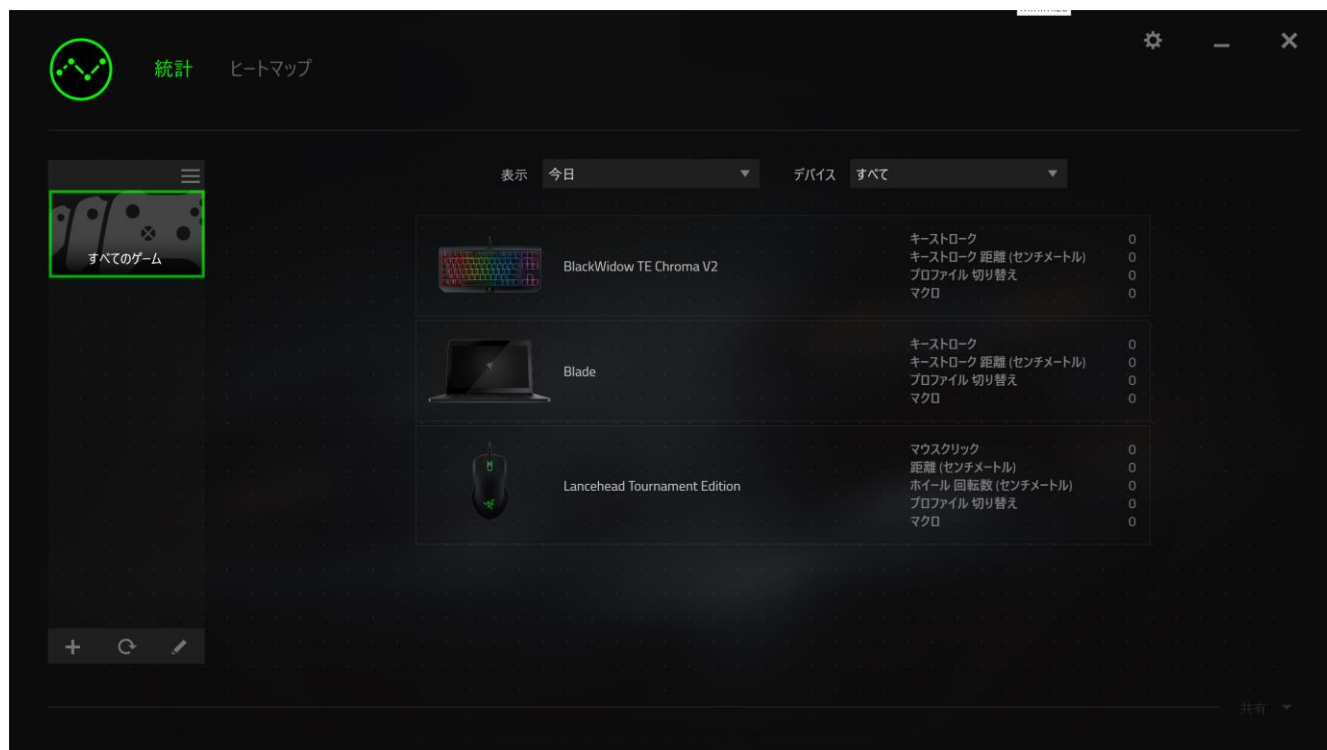 統計 ヒートマップ
表示 今日 デバイス すべて
すべてのゲーム
BlackWidow TE Chroma V2
キーストローク 0
キーストローク 距離 (センチメートル) 0
プロファイル 切り替え 0
マクロ 0
Blade
キーストローク 0
キーストローク 距離 (センチメートル) 0
プロファイル 切り替え 0
マクロ 0
Lancehead Tournament Edition
マウスクリック 0
距離 (センチメートル) 0
ホイール 回転数 (センチメートル) 0
プロファイル 切り替え 0
マクロ 0
共有